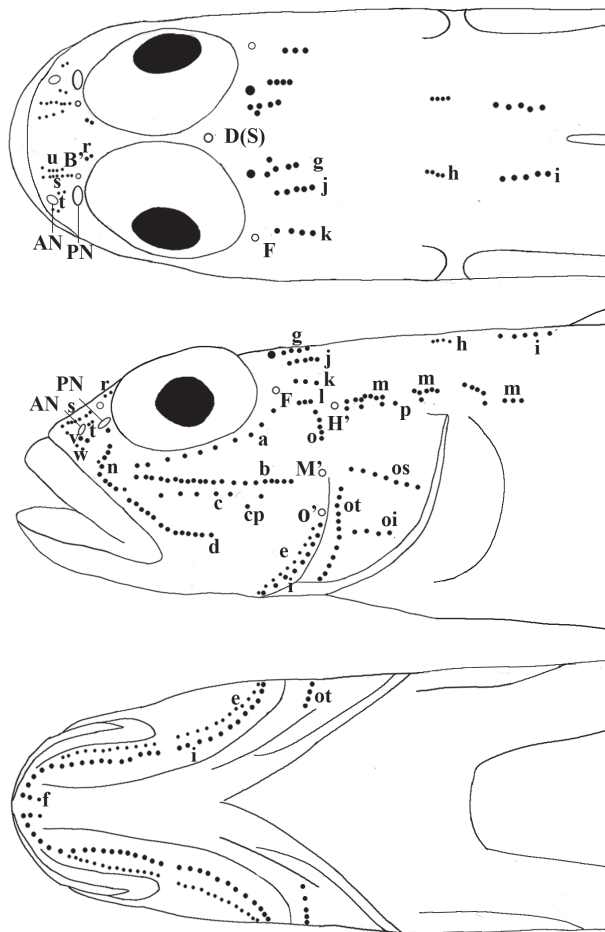 D(S)
u B' r
g
s
h
i
t
j
AN PN
F
k
g
h
i
j
PN r
k
m
m
m
AN s
F
l
H'
p
v t
a
o
w
n
b
M'
os
c
cp
O'
ot
oi
d
e
i
e
ot
i
f